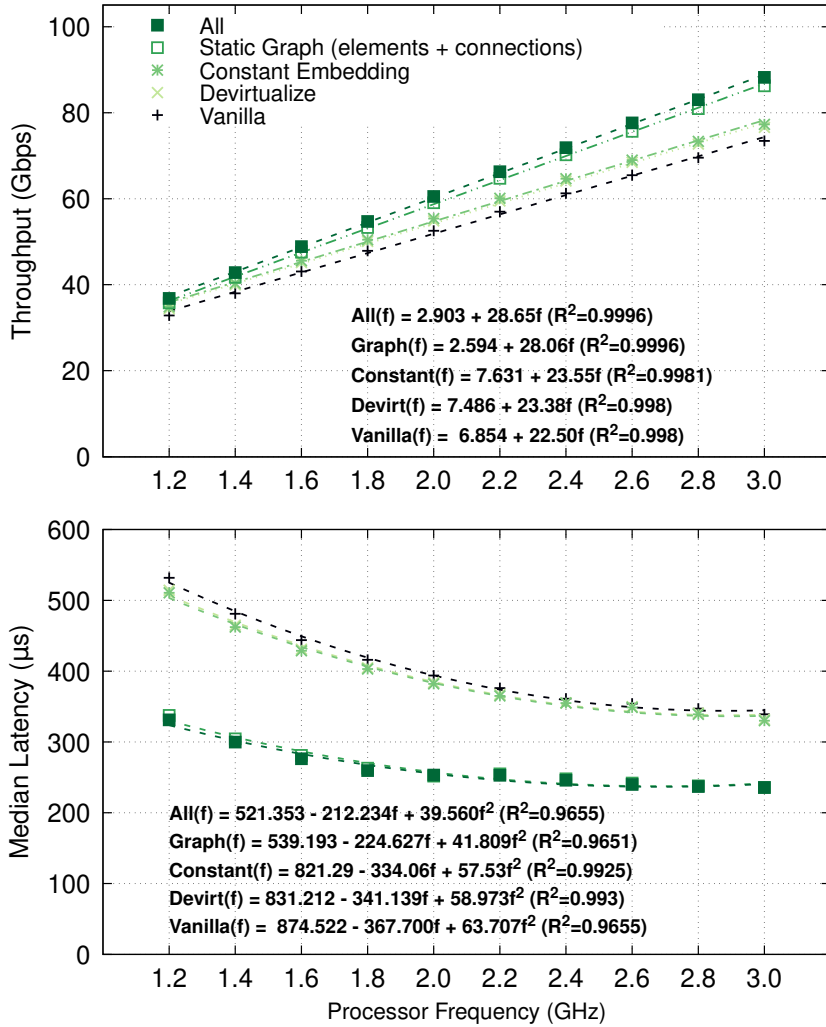 100
80
60
40
20
0
Throughput (Gbps)
All
Static Graph (elements + connections)
Constant Embedding
Devirtualize
Vanilla
All(f) = 2.903 + 28.65f (R²=0.9996)
Graph(f) = 2.594 + 28.06f (R²=0.9996)
Constant(f) = 7.631 + 23.55f (R²=0.9981)
Devirt(f) = 7.486 + 23.38f (R²=0.998)
Vanilla(f) = 6.854 + 22.50f (R²=0.998)
1.2 1.4 1.6 1.8 2.0 2.2 2.4 2.6 2.8 3.0
600
500
400
300
200
100
0
Median Latency (µs)
All(f) = 521.353 - 212.234f + 39.560f² (R²=0.9655)
Graph(f) = 539.193 - 224.627f + 41.809f² (R²=0.9651)
Constant(f) = 821.29 - 334.06f + 57.53f² (R²=0.9925)
Devirt(f) = 831.212 - 341.139f + 58.973f² (R²=0.993)
Vanilla(f) = 874.522 - 367.700f + 63.707f² (R²=0.9655)
1.2 1.4 1.6 1.8 2.0 2.2 2.4 2.6 2.8 3.0
Processor Frequency (GHz)